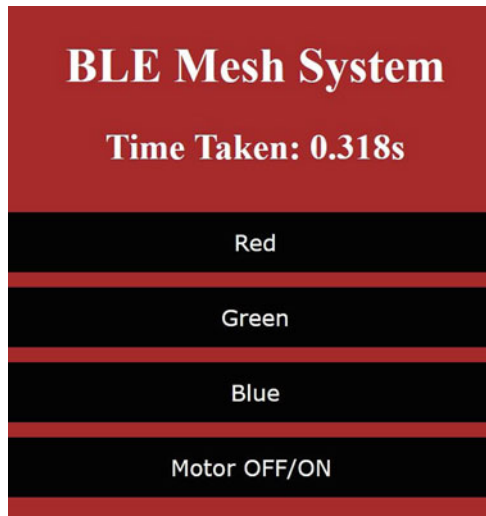 BLE Mesh System
Time Taken: 0.318s
Red
Green
Blue
Motor OFF/ON